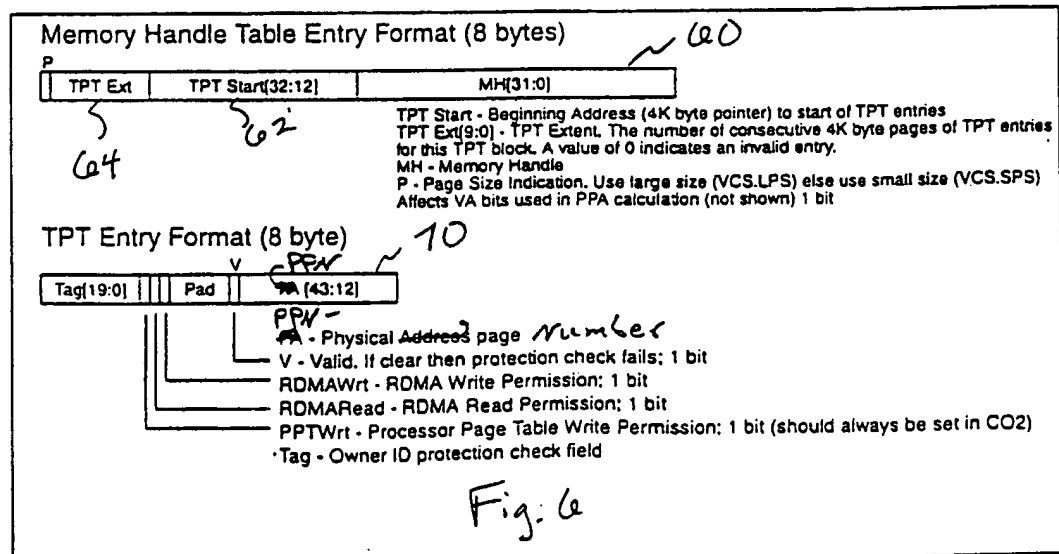 Memory Handle Table Entry Format (8 bytes)
60
P
TPT Ext TPT Start[32:12] MH[31:0]
64 62
TPT Start - Beginning Address (4K byte pointer) to start of TPT entries
TPT Ext[9:0] - TPT Extent. The number of consecutive 4K byte pages of TPT entries
for this TPT block. A value of 0 indicates an invalid entry.
MH - Memory Handle
P - Page Size Indication. Use large size (VCS.LPS) else use small size (VCS.SPS)
Affects VA bits used in PPA calculation (not shown) 1 bit
TPT Entry Format (8 byte)
10
V PPN
Tag[19:0] Pad PA [43:12]
PPN -
PA - Physical Address page Number
V - Valid. If clear then protection check fails; 1 bit
RDMAWrt - RDMA Write Permission; 1 bit
RDMARead - RDMA Read Permission; 1 bit
PPTWrt - Processor Page Table Write Permission; 1 bit (should always be set in CO2)
Tag - Owner ID protection check field
Fig. 6